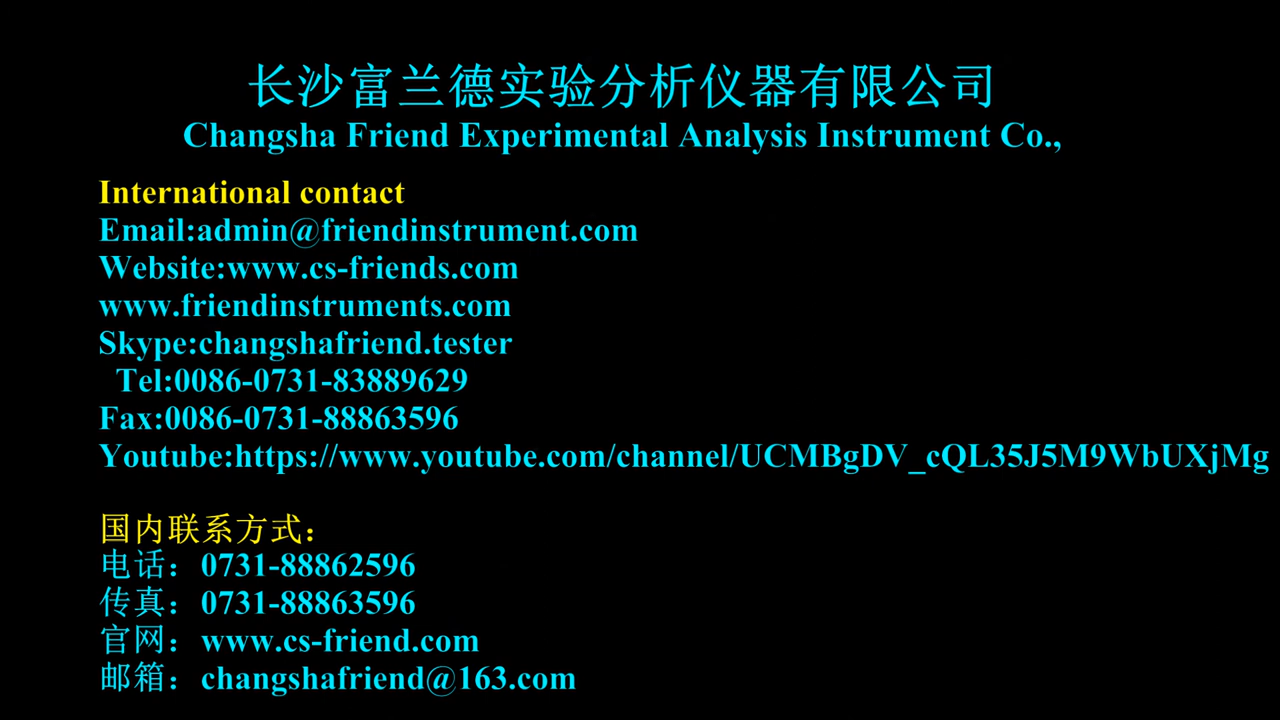 长沙富兰德实验分析仪器有限公司
Changsha Friend Experimental Analysis Instrument Co.,
International contact
Email:admin@friendinstrument.com
Website:www.cs-friends.com
www.friendinstruments.com
Skype:changshafriend.tester
Tel:0086-0731-83889629
Fax:0086-0731-88863596
Youtube:https://www.youtube.com/channel/UCMBgDV_cQL35J5M9WbUXjMg
国内联系方式：
电话：0731-88862596
传真：0731-88863596
官网：www.cs-friend.com
邮箱：changshafriend@163.com